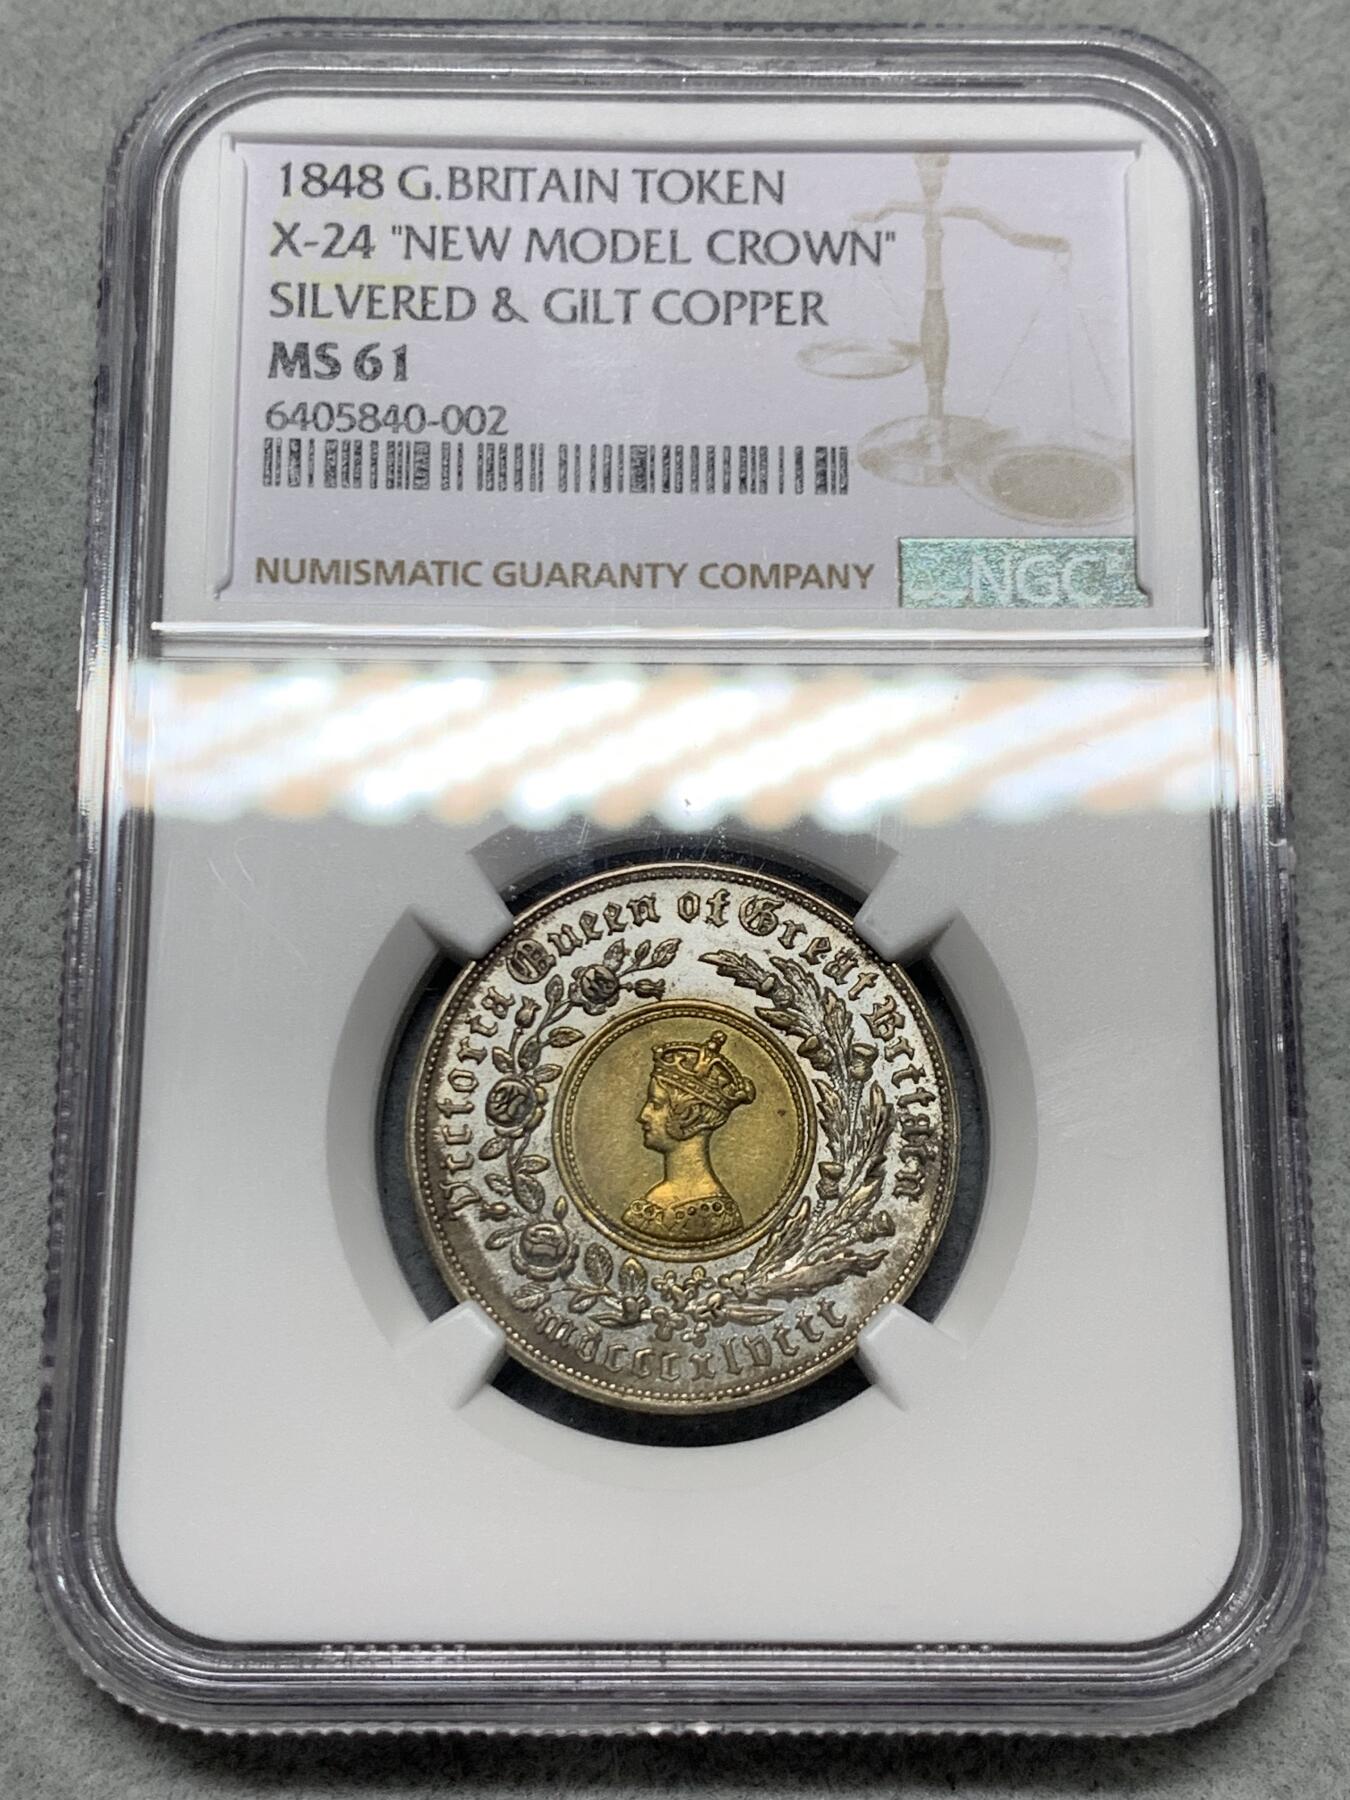 1848 G.BRITAIN TOKEN
X-24 "NEW MODEL CROWN"
SILVERED & GILT COPPER
MS 61
6405840-002
NUMISMATIC GUARANTY COMPANY
NGC
Victoria Queen of Great Britain
mdcccxlviii